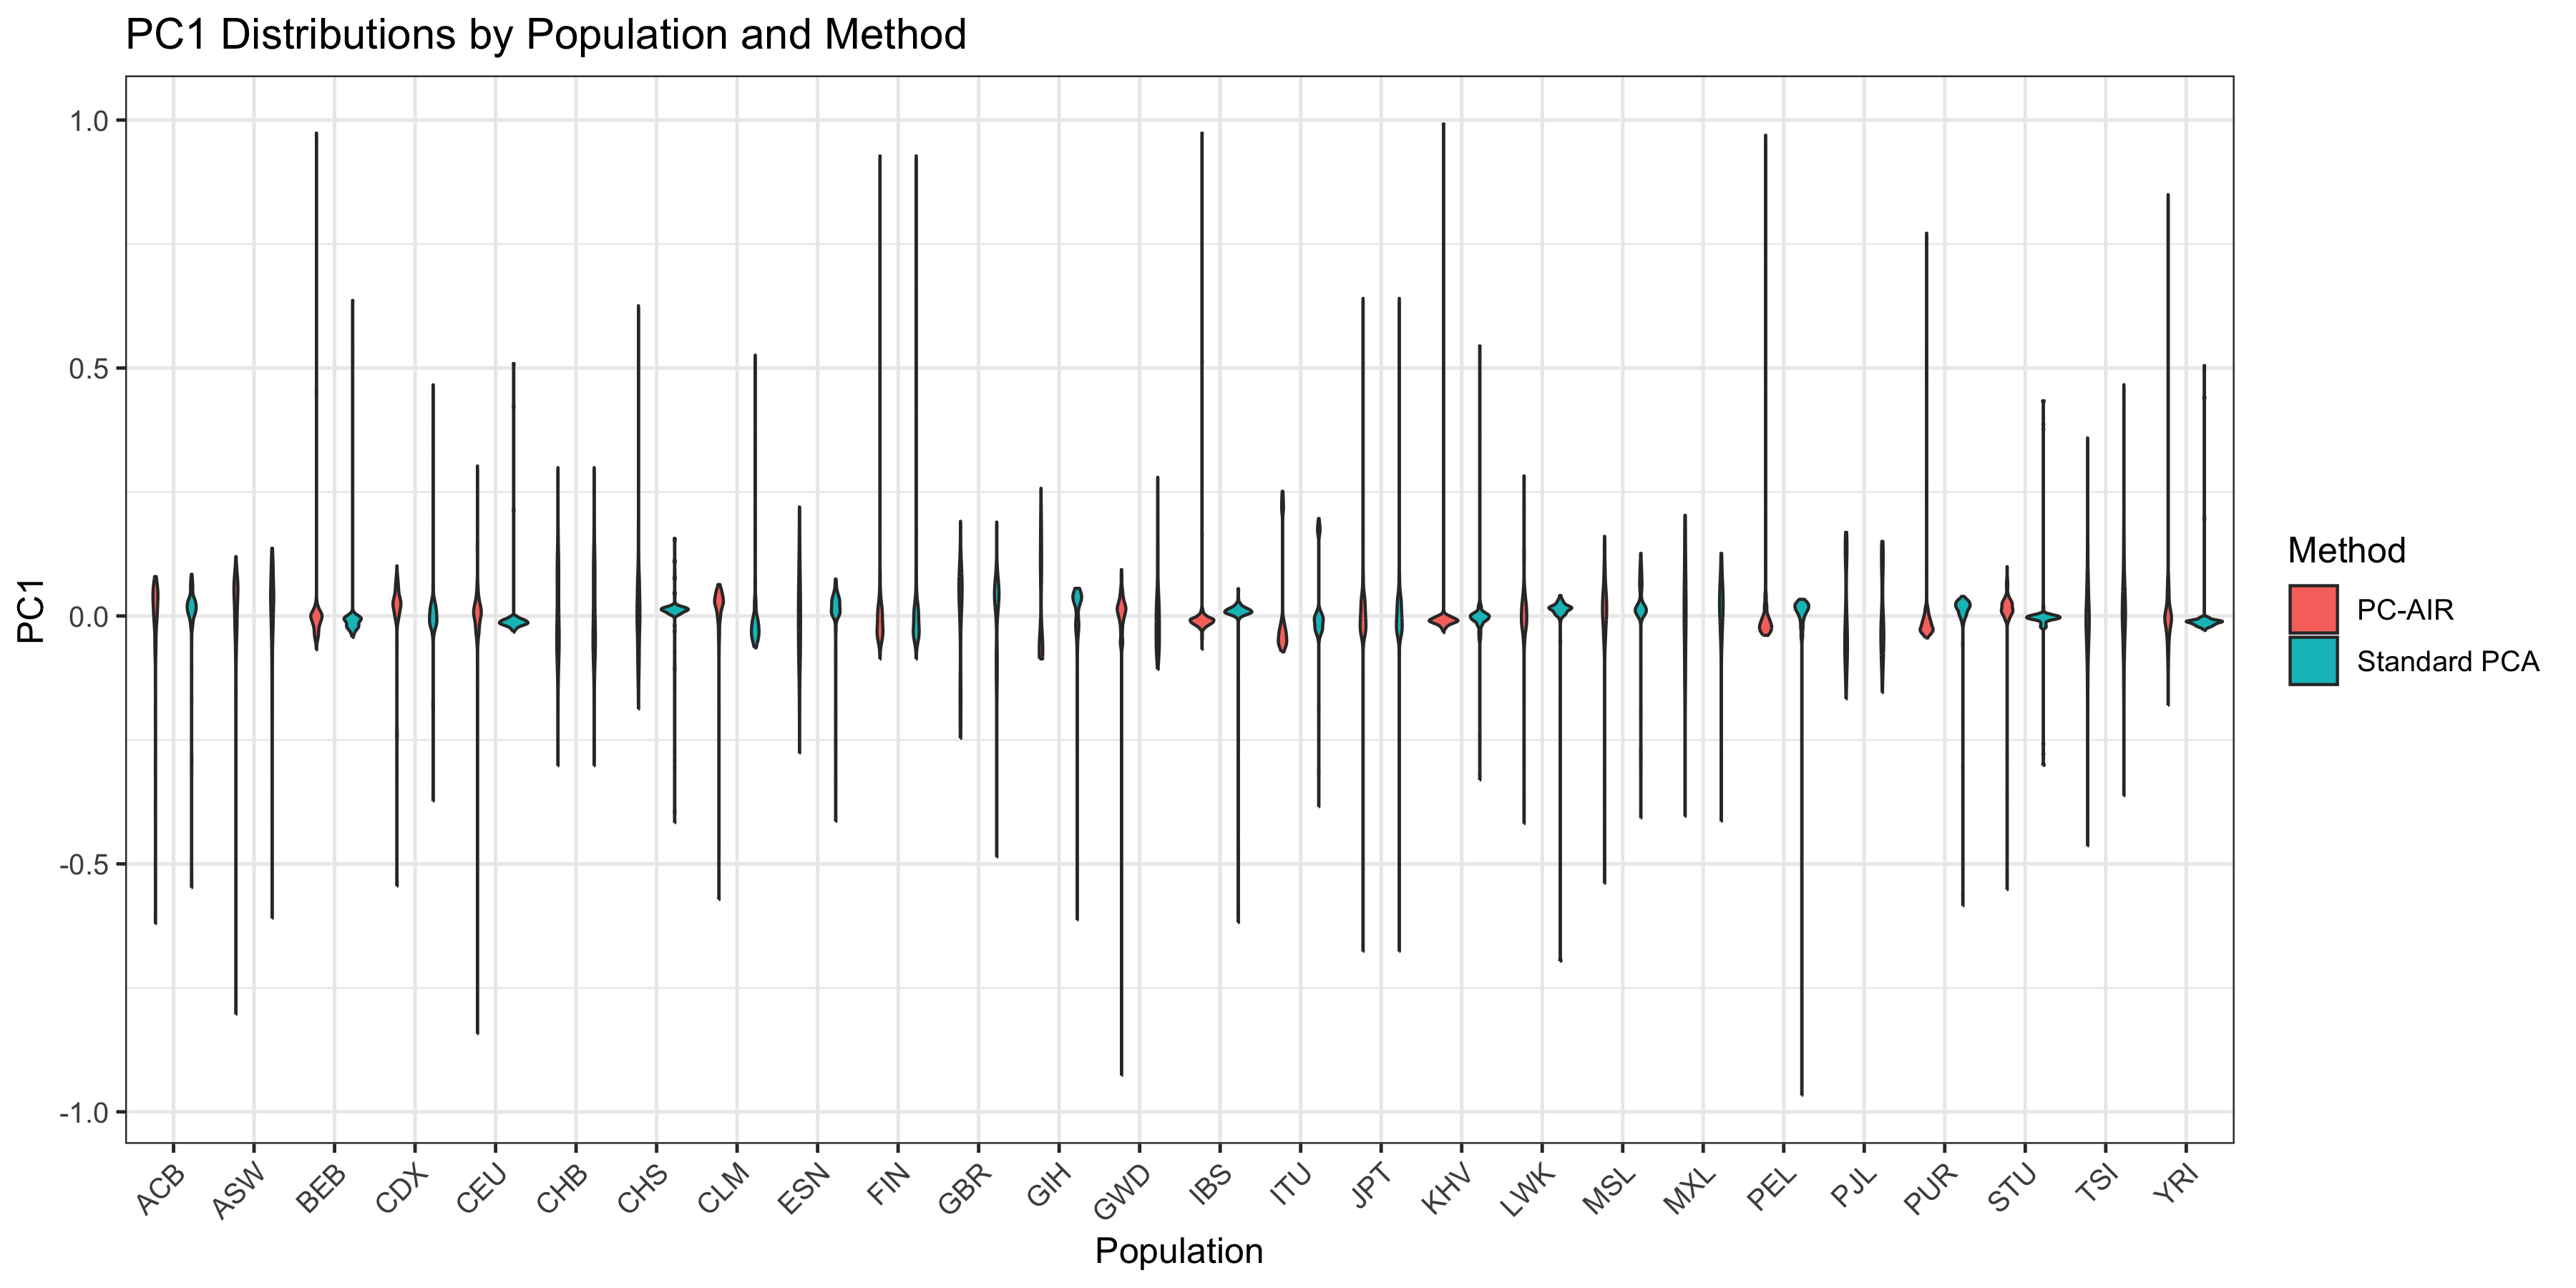 PC1 Distributions by Population and Method
1.0
0.5
0.0
-0.5
-1.0
PC1
ACB
ASW
BEB
CDX
CEU
CHB
CHS
CLM
ESN
FIN
GBR
GIH
GWD
IBS
ITU
JPT
KHV
LWK
MSL
MXL
PEL
PJL
PUR
STU
TSI
YRI
Population
Method
PC-AIR
Standard PCA